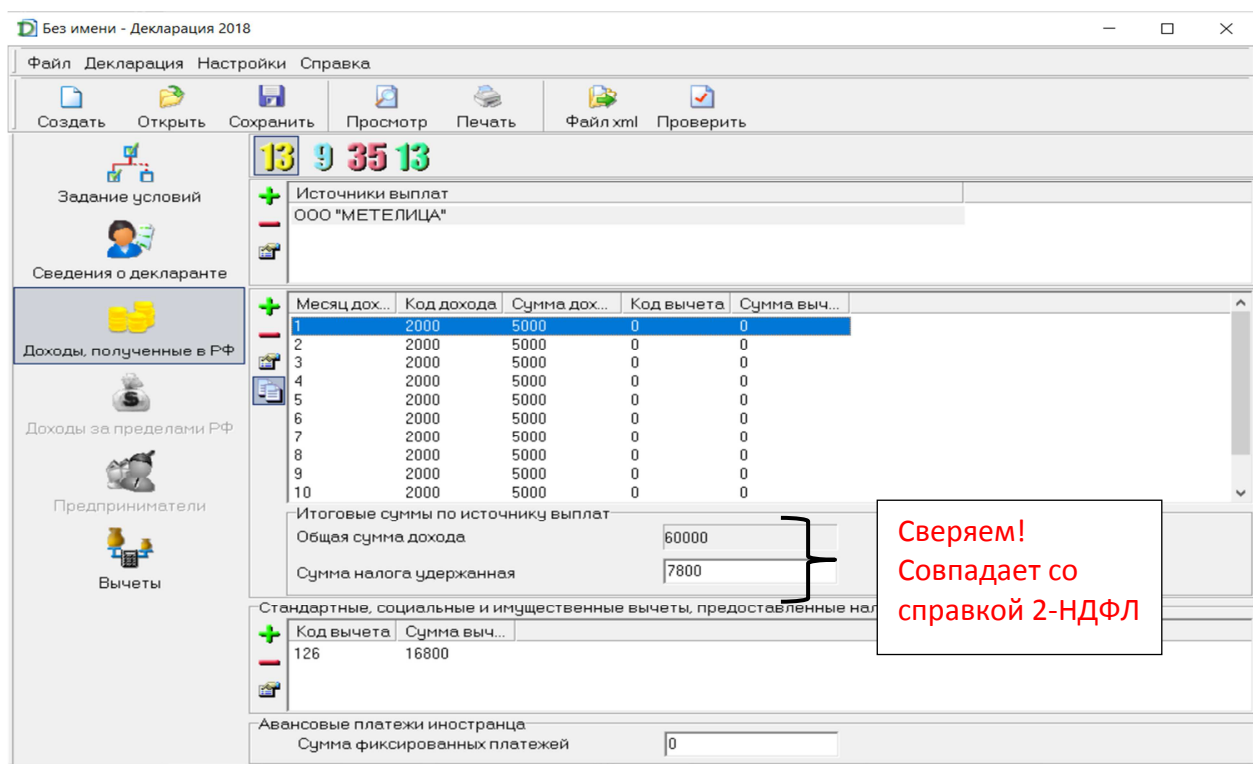 Без имени - Декларация 2018
Файл Декларация Настройки Справка
Создать Открыть Сохранить Просмотр Печать Файл xml Проверить
13 9 35 13
Задание условий
Сведения о декларанте
Доходы, полученные в РФ
Доходы за пределами РФ
Предприниматели
Вычеты
Источники выплат
ООО "МЕТЕЛИЦА"
Месяц дох... Код дохода Сумма дох... Код вычета Сумма выч...
1 2000 5000 0 0
2 2000 5000 0 0
3 2000 5000 0 0
4 2000 5000 0 0
5 2000 5000 0 0
6 2000 5000 0 0
7 2000 5000 0 0
8 2000 5000 0 0
9 2000 5000 0 0
10 2000 5000 0 0
Итоговые суммы по источнику выплат
Общая сумма дохода 60000
Сумма налога удержанная 7800
Сверяем!
Совпадает со
справкой 2-НДФЛ
Стандартные, социальные и имущественные вычеты, предоставленные
Код вычета Сумма выч...
126 16800
Авансовые платежи иностранца
Сумма фиксированных платежей 0